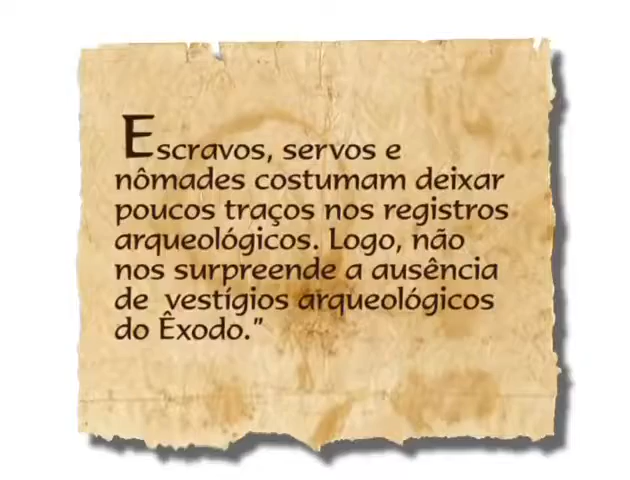 Escravos, servos e
nômades costumam deixar
poucos traços nos registros
arqueológicos. Logo, não
nos surpreende a ausência
de vestígios arqueológicos
do Êxodo."